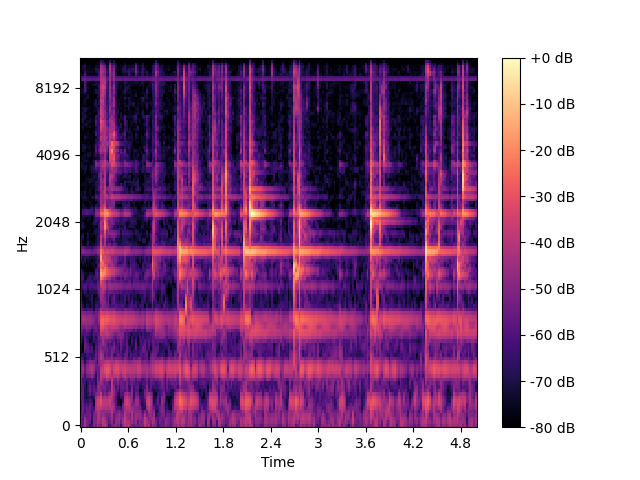 8192
4096
2048
1024
512
0
Hz
0 0.6 1.2 1.8 2.4 3 3.6 4.2 4.8
Time
+0 dB
-10 dB
-20 dB
-30 dB
-40 dB
-50 dB
-60 dB
-70 dB
-80 dB